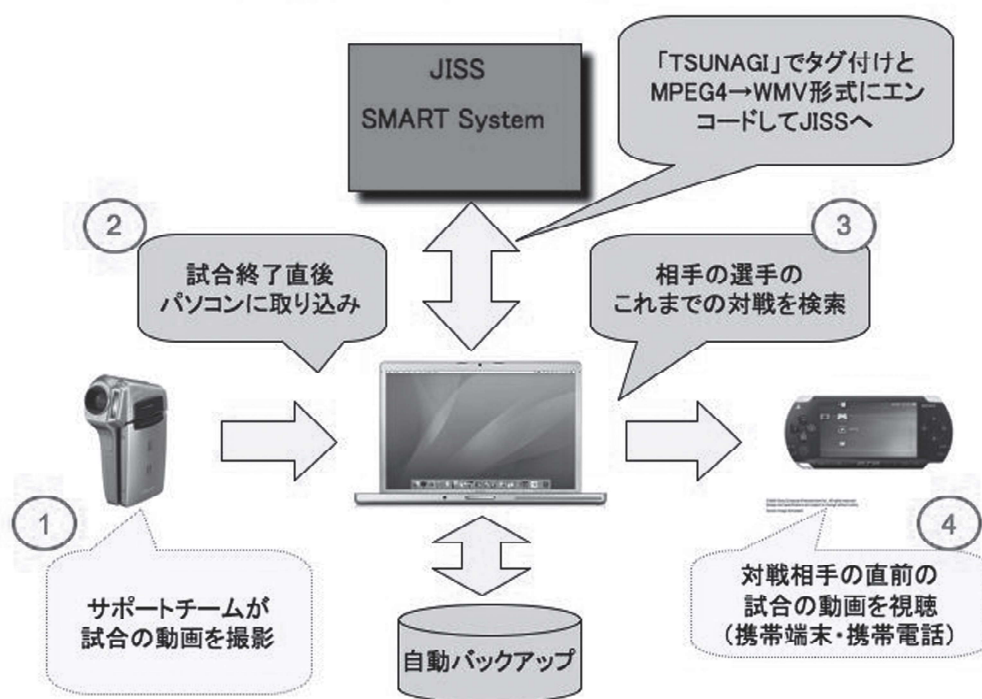 JISS
SMART System
「TSUNAGI」でタグ付けと
MPEG4→WMV形式にエン
コードしてJISSへ
2
試合終了直後
パソコンに取り込み
3
相手の選手の
これまでの対戦を検索
1
サポートチームが
試合の動画を撮影
自動バックアップ
4
対戦相手の直前の
試合の動画を視聴
（携帯端末・携帯電話）